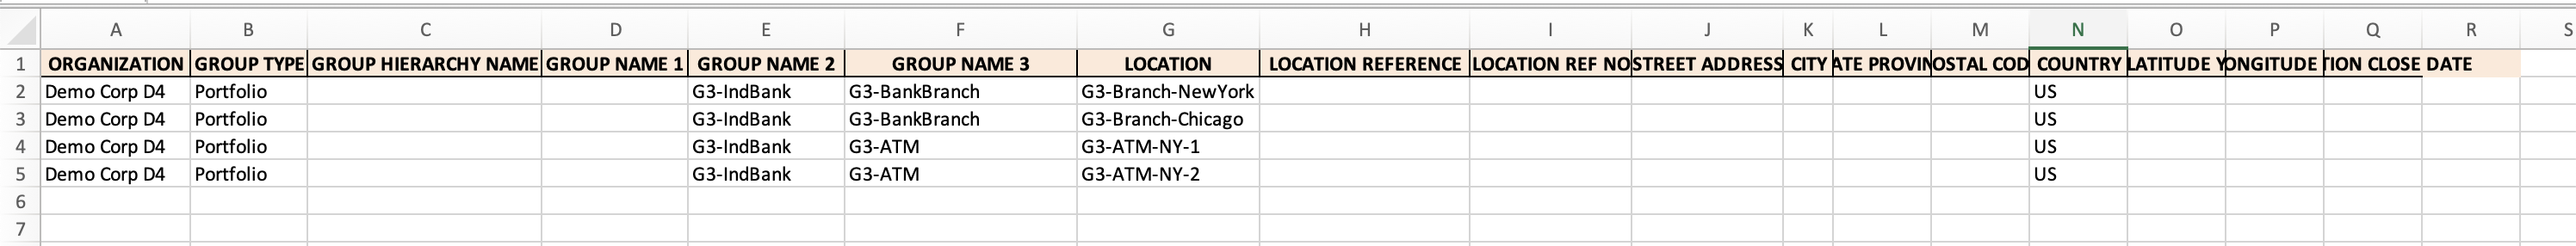 A B C D E F G H I J K L M N O P Q R S
1 ORGANIZATION GROUP TYPE GROUP HIERARCHY NAME GROUP NAME 1 GROUP NAME 2 GROUP NAME 3 LOCATION LOCATION REFERENCE LOCATION REF NO STREET ADDRESS CITY ATE PROVIN OSTAL COD COUNTRY LATITUDE Y ONGITUDE TION CLOSE DATE
2 Demo Corp D4 Portfolio G3-IndBank G3-BankBranch G3-Branch-NewYork US
3 Demo Corp D4 Portfolio G3-IndBank G3-BankBranch G3-Branch-Chicago US
4 Demo Corp D4 Portfolio G3-IndBank G3-ATM G3-ATM-NY-1 US
5 Demo Corp D4 Portfolio G3-IndBank G3-ATM G3-ATM-NY-2 US
6
7